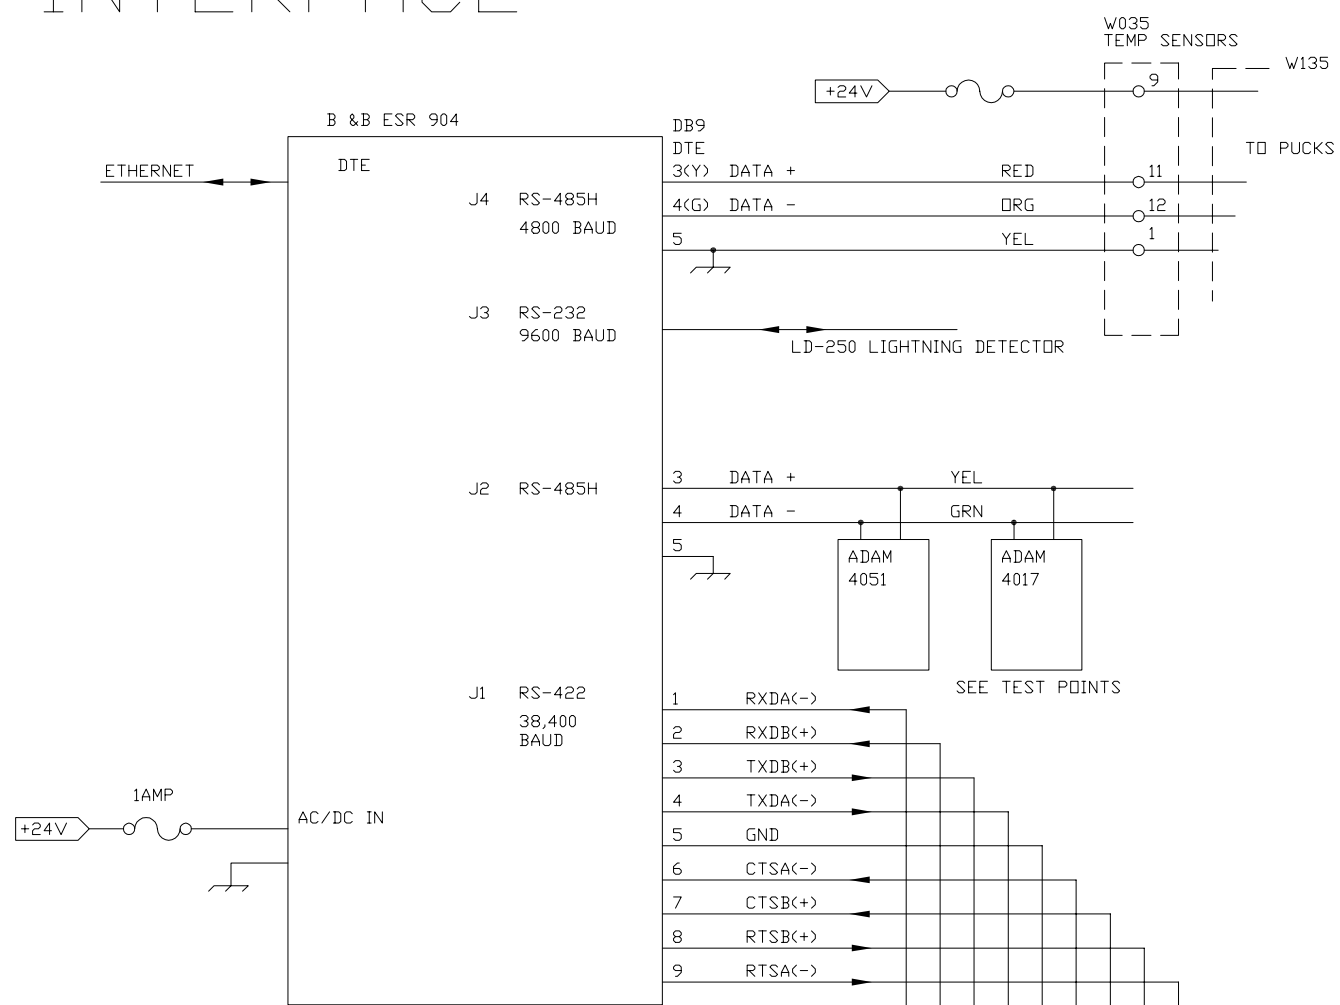 INTERFACE
W035
TEMP SENSORS
W135
+24V
9
B &B ESR 904
DB9
DTE
TO PUCKS
ETHERNET
DTE
3(Y) DATA + RED 11
J4 RS-485H
4(G) DATA - ORG 12
4800 BAUD
5 YEL 1
J3 RS-232
9600 BAUD
LD-250 LIGHTNING DETECTOR
3 DATA + YEL
J2 RS-485H
4 DATA - GRN
5
ADAM
4051
ADAM
4017
SEE TEST POINTS
J1 RS-422
38,400
BAUD
1 RXDA(-)
2 RXDB(+)
3 TXDB(+)
4 TXDA(-)
5 GND
6 CTSA(-)
7 CTSB(+)
8 RTSB(+)
9 RTSA(-)
1AMP
+24V
AC/DC IN